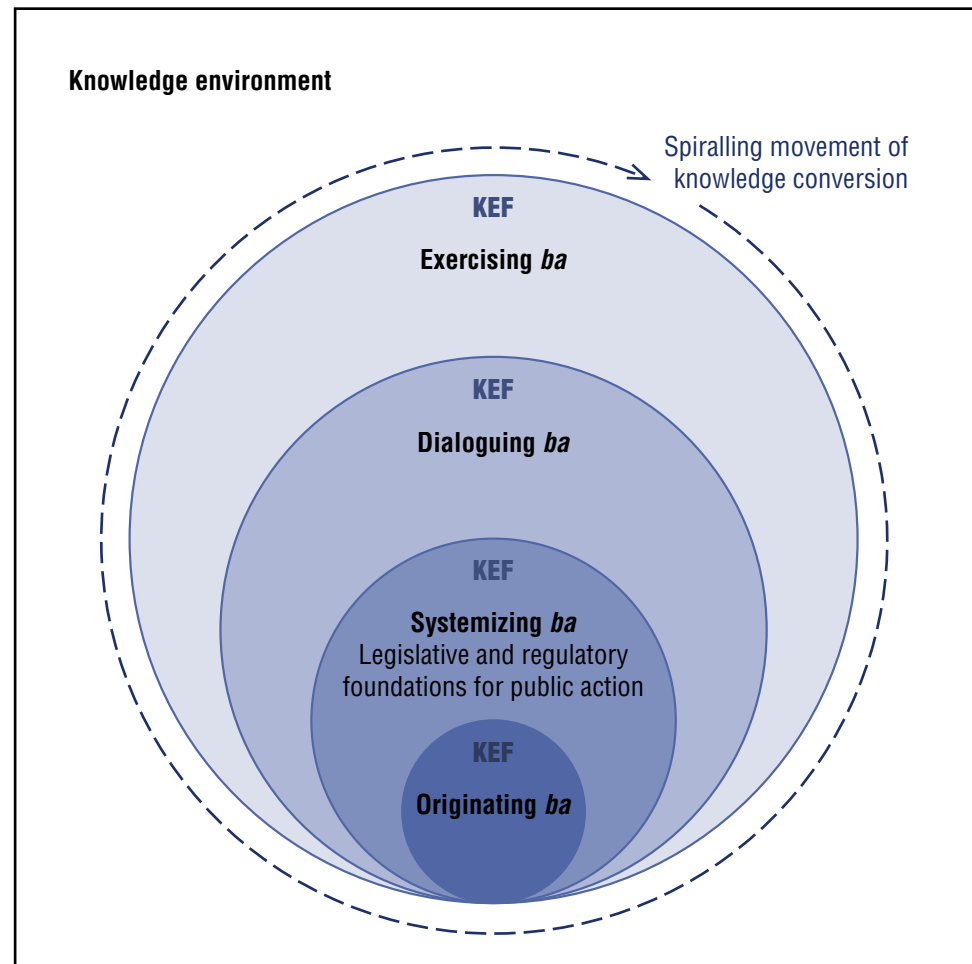 Knowledge environment
Spiralling movement of
knowledge conversion
KEF
Exercising ba
KEF
Dialoguing ba
KEF
Systemizing ba
Legislative and regulatory
foundations for public action
KEF
Originating ba